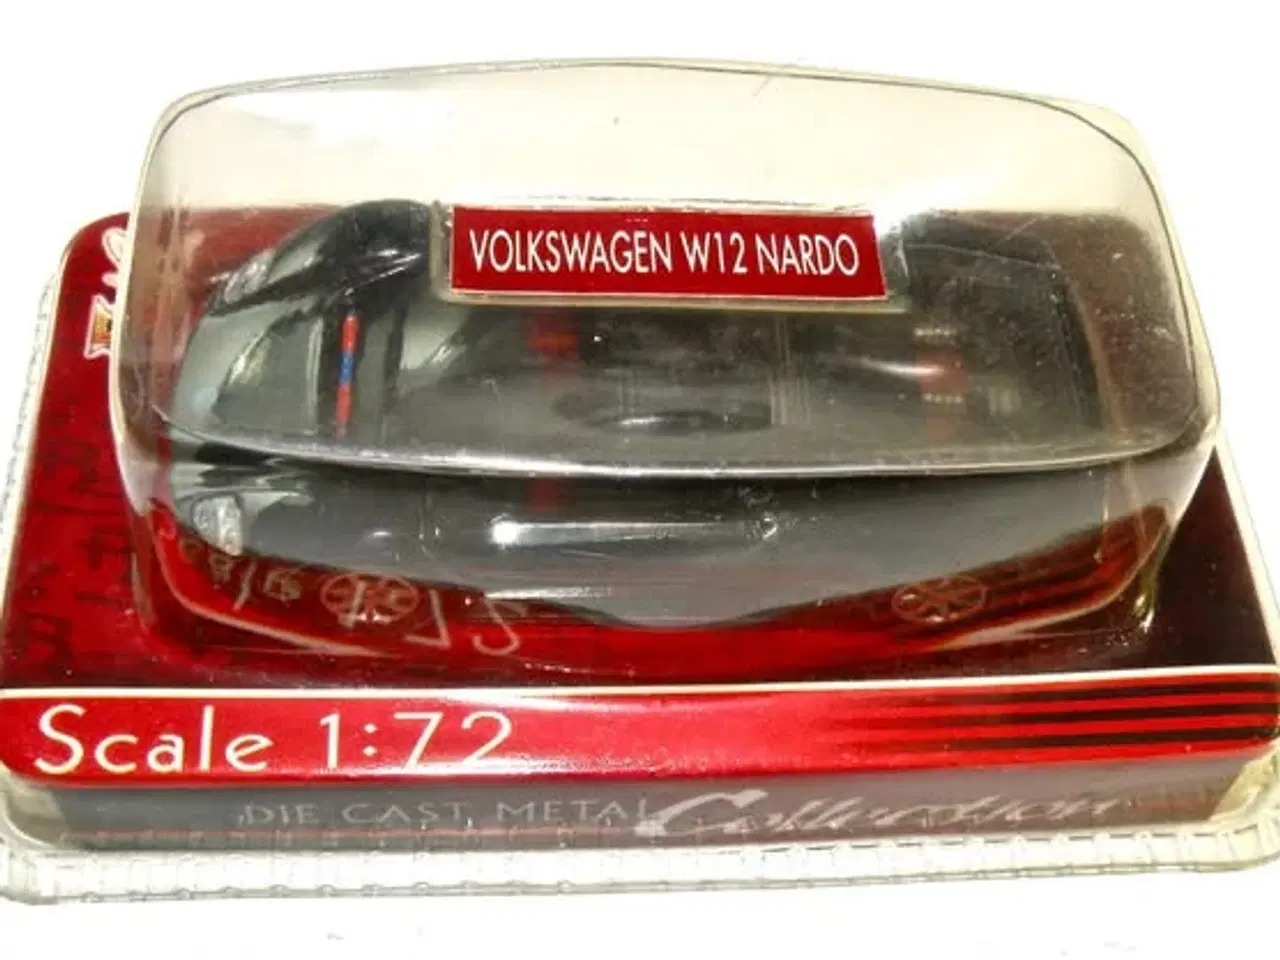 VOLKSWAGEN W12 NARDO
Scale 1:72
DIE CAST METAL Collection